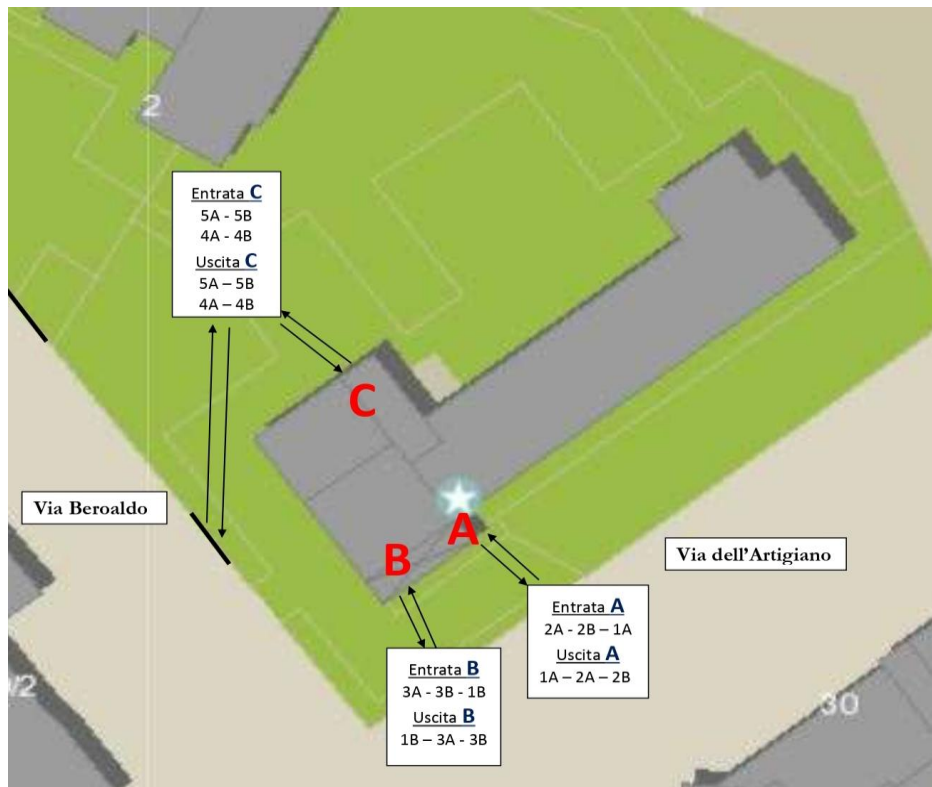 2
Entrata C
5A - 5B
4A - 4B
Uscita C
5A – 5B
4A – 4B
C
Via Beroaldo
A
B
Via dell'Artigiano
Entrata A
2A - 2B – 1A
Uscita A
1A – 2A – 2B
Entrata B
3A - 3B - 1B
Uscita B
1B – 3A - 3B
/2
30